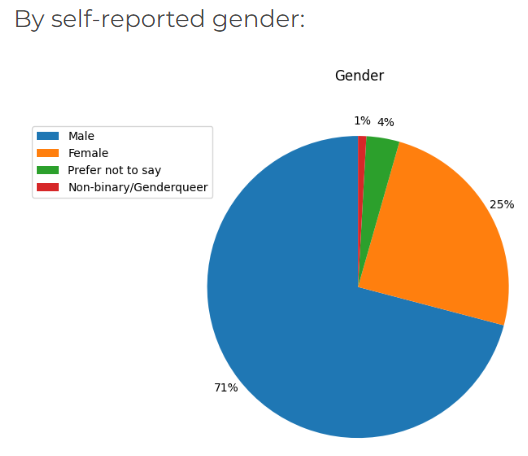 By self-reported gender:
Gender
1%
4%
Male
Female
Prefer not to say
Non-binary/Genderqueer
25%
71%